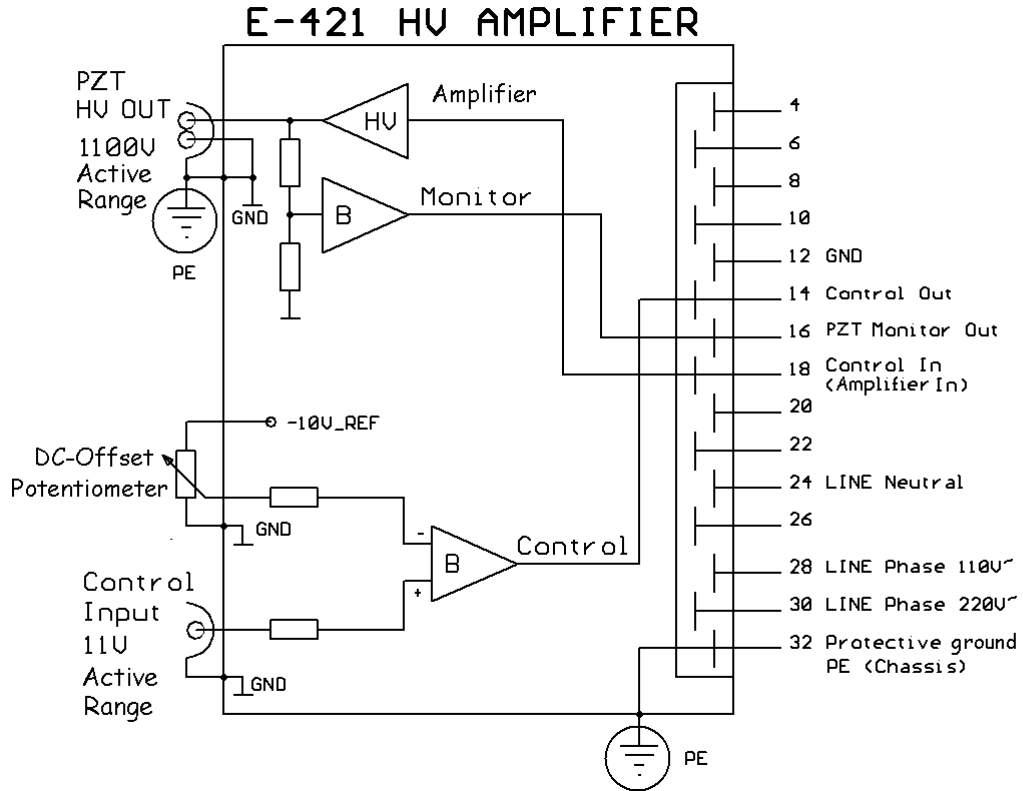 E-421 HV AMPLIFIER
PZT
HV OUT
1100V
Active
Range
GND
PE
HV
Amplifier
B
Monitor
-10V_REF
DC-Offset
Potentiometer
GND
-
+
B
Control
Control
Input
11V
Active
Range
GND
4
6
8
10
12 GND
14 Control Out
16 PZT Monitor Out
18 Control In
(Amplifier In)
20
22
24 LINE Neutral
26
28 LINE Phase 110V~
30 LINE Phase 220V~
32 Protective ground
PE (Chassis)
PE